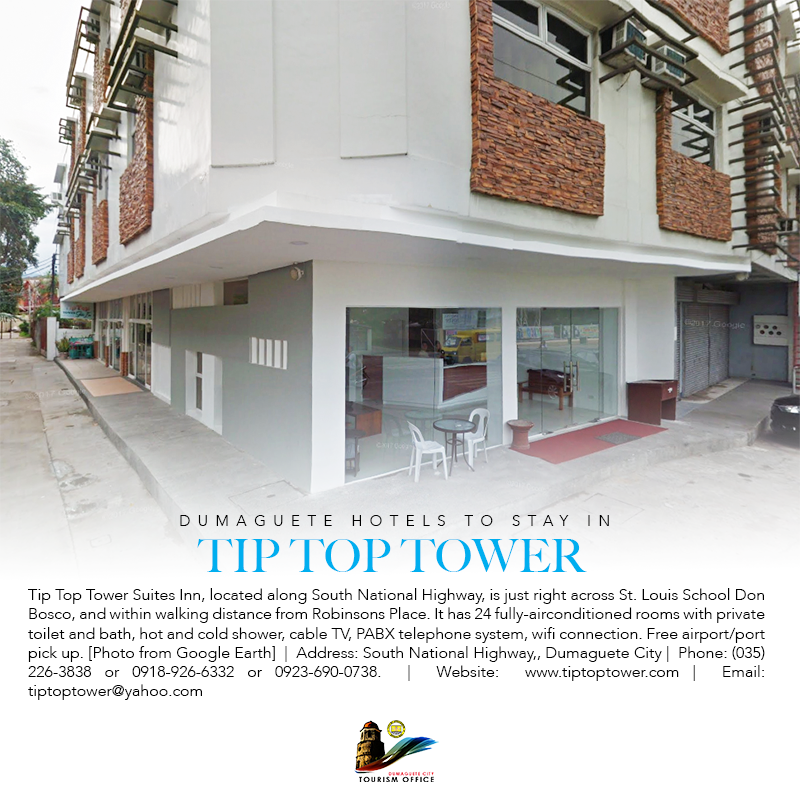 DUMAGUETE HOTELS TO STAY IN
TIP TOP TOWER
Tip Top Tower Suites Inn, located along South National Highway, is just right across St. Louis School Don
Bosco, and within walking distance from Robinsons Place. It has 24 fully-airconditioned rooms with private
toilet and bath, hot and cold shower, cable TV, PABX telephone system, wifi connection. Free airport/port
pick up. [Photo from Google Earth] | Address: South National Highway,, Dumaguete City | Phone: (035)
226-3838 or 0918-926-6332 or 0923-690-0738. | Website: www.tiptoptower.com | Email:
tiptoptower@yahoo.com
DUMAGUETE CITY
TOURISM OFFICE